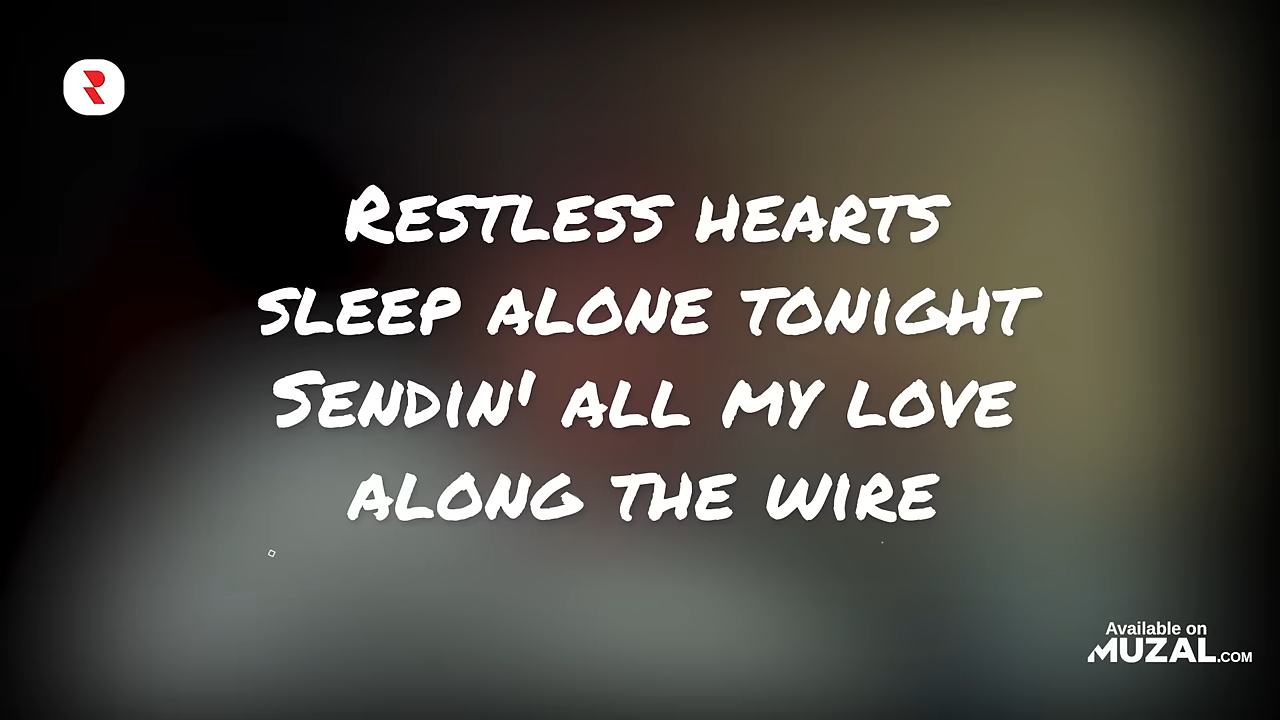 RESTLESS HEARTS
SLEEP ALONE TONIGHT
SENDIN' ALL MY LOVE
ALONG THE WIRE
Available on
MUZAL.COM